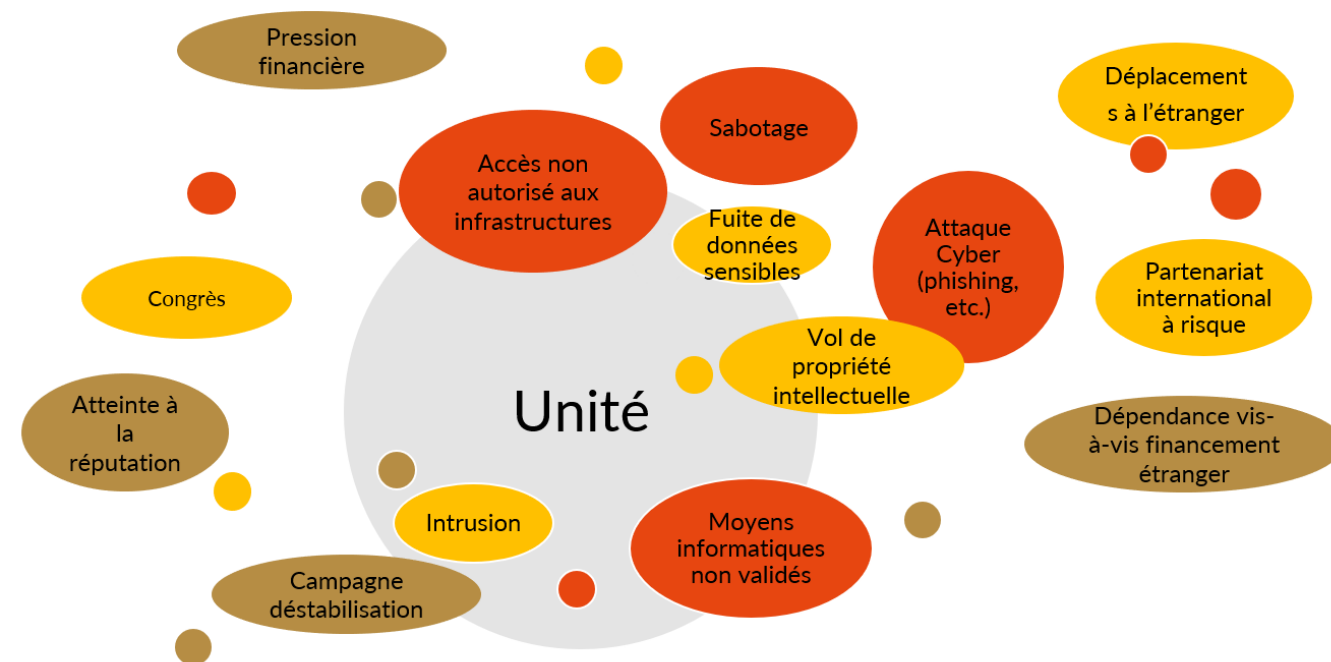 Pression
financière
Déplacement
s à l’étranger
Sabotage
Accès non
autorisé aux
infrastructures
Fuite de
données
sensibles
Attaque
Cyber
(phishing,
etc.)
Partenariat
international
à risque
Congrès
Vol de
propriété
intellectuelle
Unité
Atteinte à
la
réputation
Dépendance vis-
à-vis financement
étranger
Intrusion
Moyens
informatiques
non validés
Campagne
déstabilisation